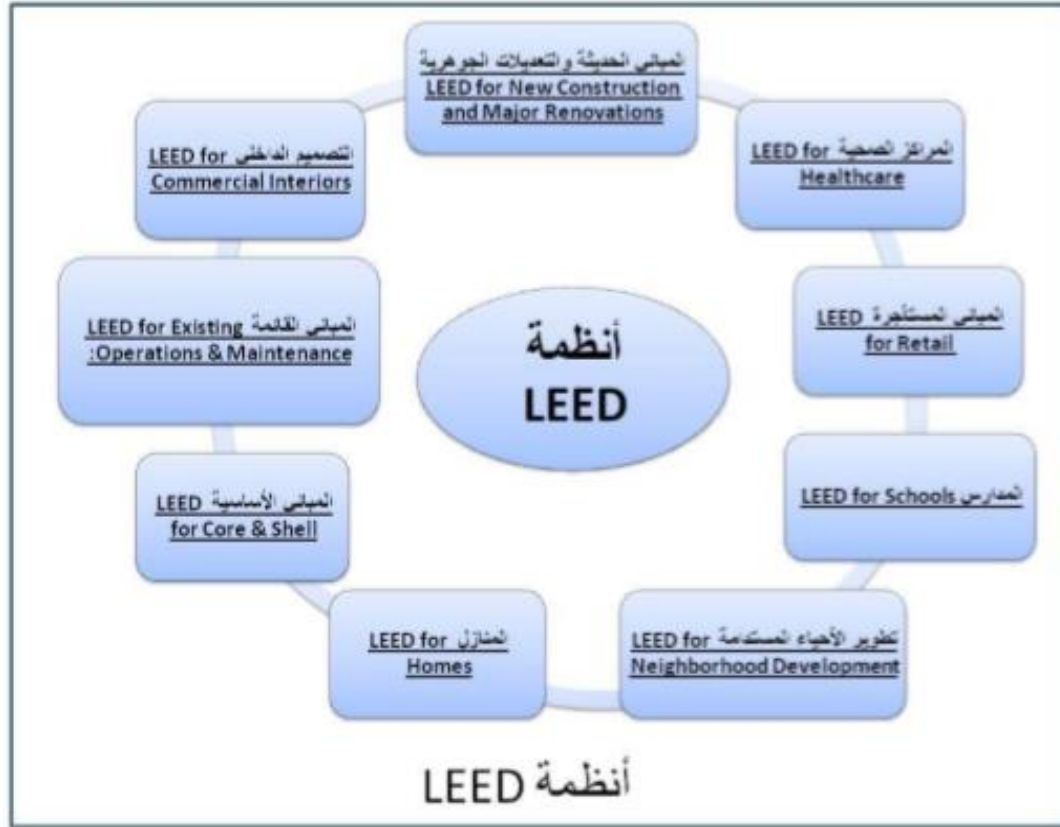 المباني الحديثة والتعديلات الجوهرية
LEED for New Construction
and Major Renovations
المراكز الصحية LEED for
Healthcare
المباني المستأجرة LEED
for Retail
المدارس LEED for Schools
تطوير الأحياء المستدامة LEED for
Neighborhood Development
المنازل LEED for
Homes
المباني الأساسية LEED
for Core & Shell
المباني القائمة LEED for Existing
:Operations & Maintenance
التصميم الداخلي LEED for
Commercial Interiors
أنظمة
LEED
أنظمة LEED